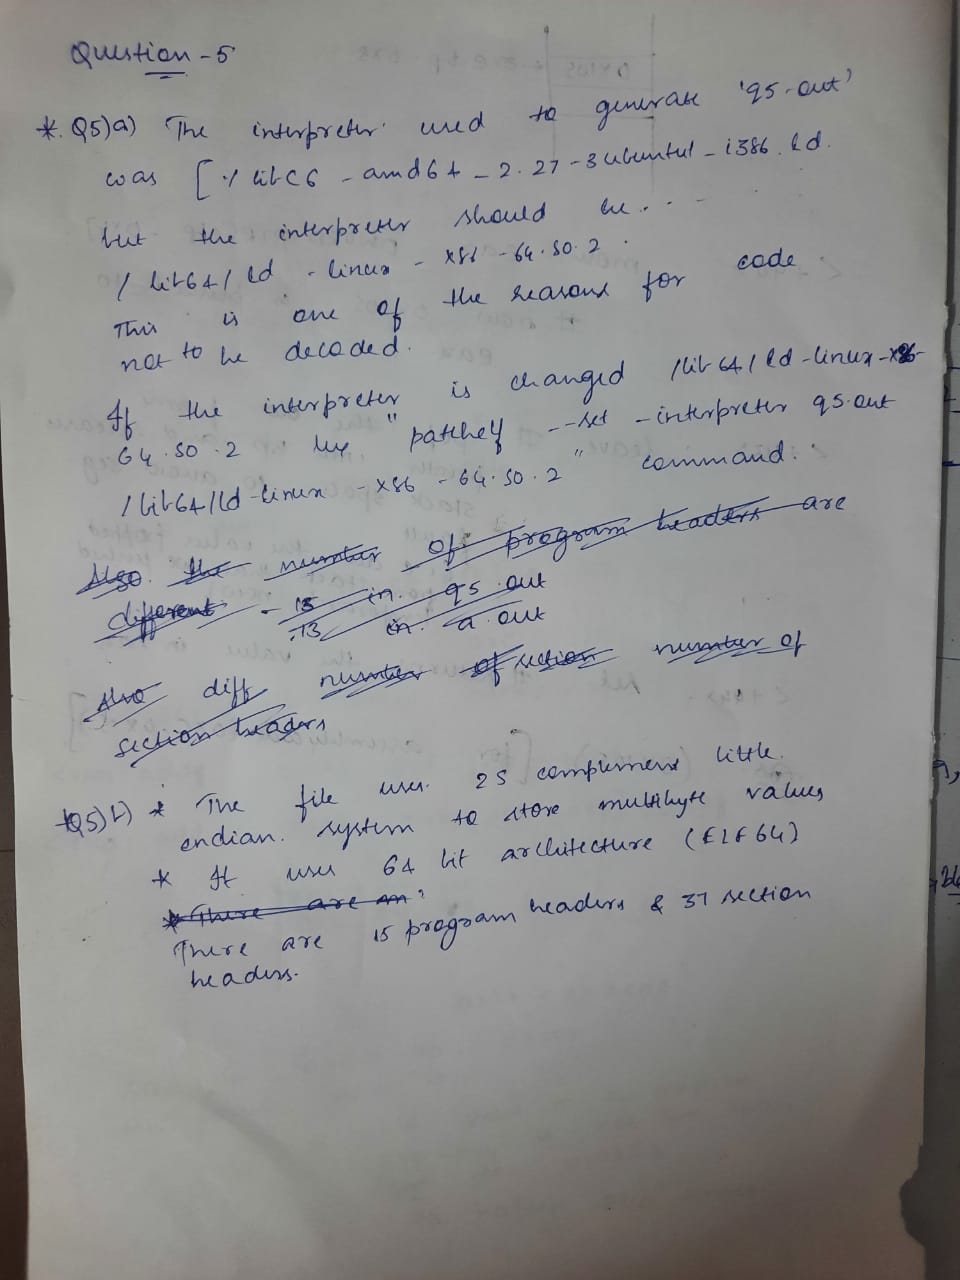 Question - 5
*. Q5)a) The interpreter used to generate 'q5.out'
was [ ./ libc6 - amd64 - 2.27 - 3ubuntu1 - i386.ld.
but the interpreter should be...
/ lib64 / ld - linux - x86 - 64.so.2.
This is one of the reasons for code
not to be decoded.
If the interpreter is changed /lib64/ld-linux-x86-
64.so.2 by "patchelf --set - interpreter q5.out
/lib64/ld-linux-x86-64.so.2" command.
Also the number of program headers are
different - 15 in q5.out
- 13 in a.out
Also diff number of section number of
section headers
Q5)b) * The file uses 2s complement little
endian. system to store multibyte values
* It uses 64 bit architecture (ELF64)
* There are
There are 15 program headers & 37 section
headers.